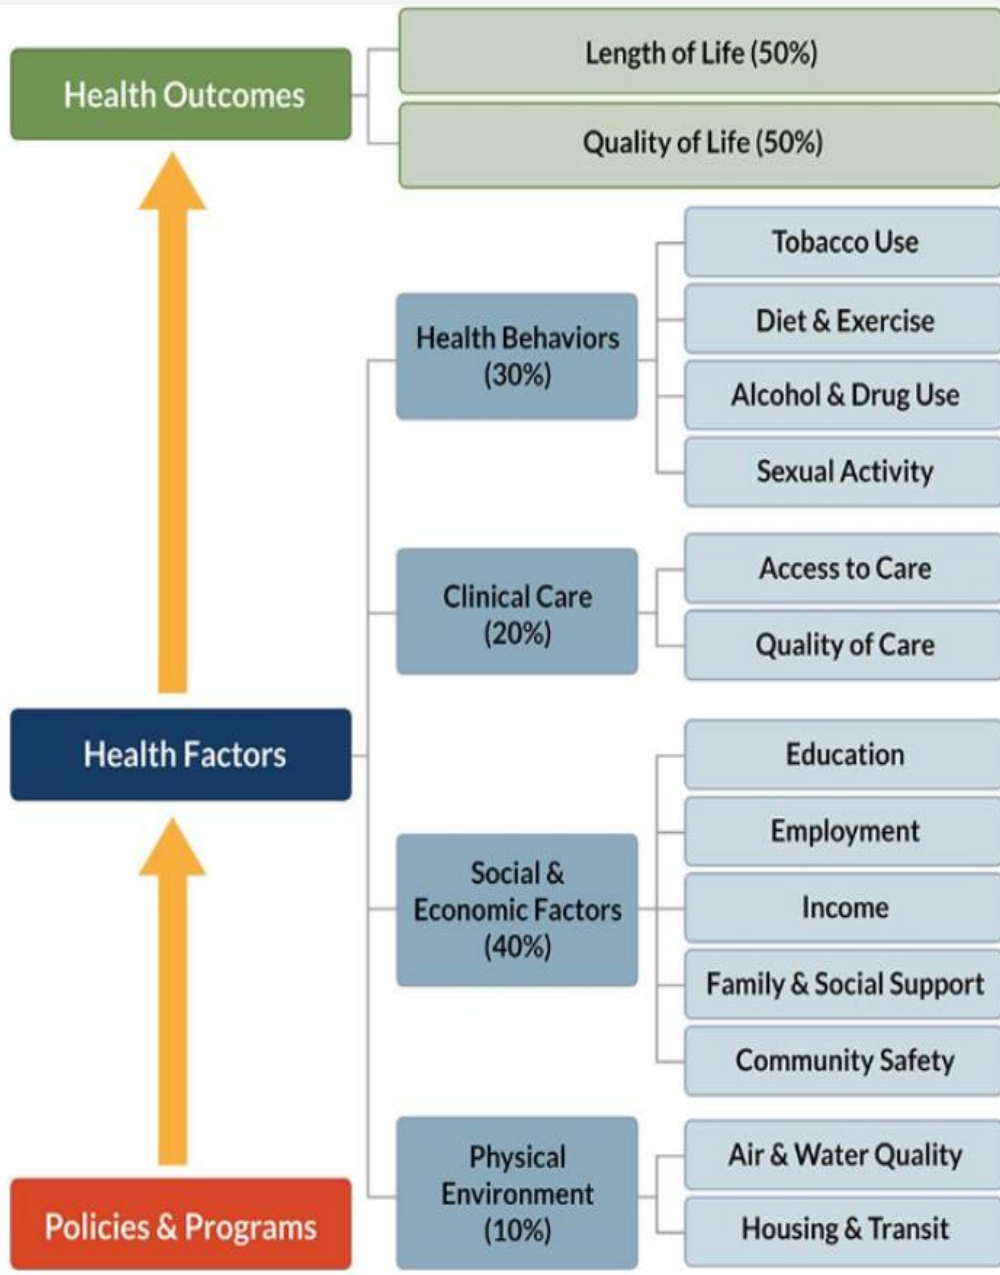 Health Outcomes
Length of Life (50%)
Quality of Life (50%)
Health Factors
Health Behaviors
(30%)
Tobacco Use
Diet & Exercise
Alcohol & Drug Use
Sexual Activity
Clinical Care
(20%)
Access to Care
Quality of Care
Social &
Economic Factors
(40%)
Education
Employment
Income
Family & Social Support
Community Safety
Physical
Environment
(10%)
Air & Water Quality
Housing & Transit
Policies & Programs